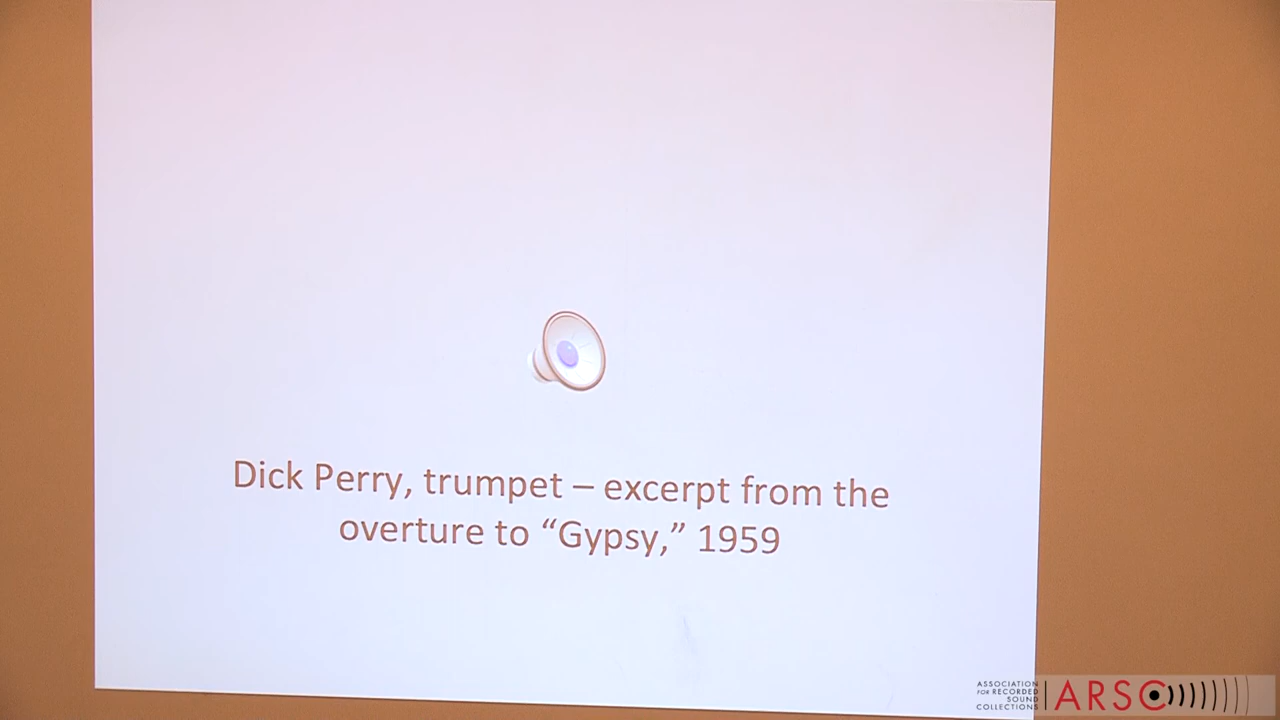 Dick Perry, trumpet – excerpt from the
overture to “Gypsy,” 1959
ASSOCIATION
FOR RECORDED
SOUND
COLLECTIONS
ARSC